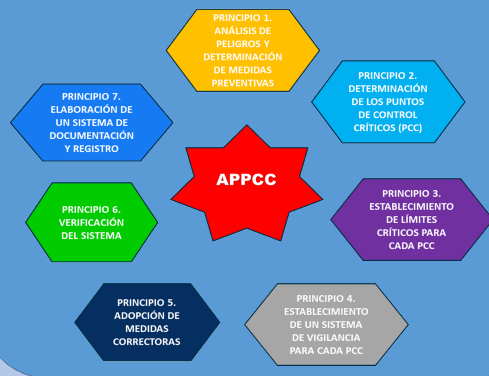 PRINCIPIO 1.
ANÁLISIS DE
PELIGROS Y
DETERMINACIÓN
DE MEDIDAS
PREVENTIVAS
PRINCIPIO 2.
DETERMINACIÓN
DE LOS PUNTOS
DE CONTROL
CRÍTICOS (PCC)
PRINCIPIO 3.
ESTABLECIMIENTO
DE LÍMITES
CRÍTICOS PARA
CADA PCC
PRINCIPIO 4.
ESTABLECIMIENTO
DE UN SISTEMA
DE VIGILANCIA
PARA CADA PCC
PRINCIPIO 5.
ADOPCIÓN DE
MEDIDAS
CORRECTORAS
PRINCIPIO 6.
VERIFICACIÓN
DEL SISTEMA
PRINCIPIO 7.
ELABORACIÓN DE
UN SISTEMA DE
DOCUMENTACIÓN
Y REGISTRO
APPCC